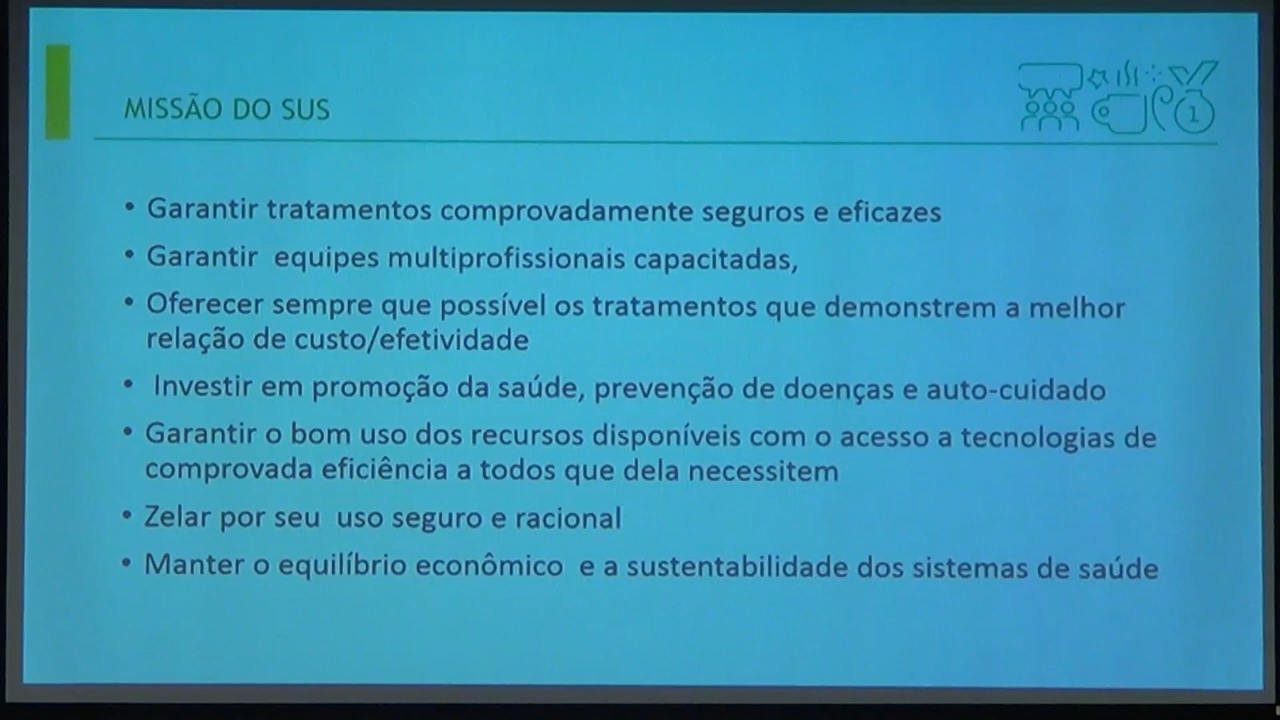 MISSÃO DO SUS
1
• Garantir tratamentos comprovadamente seguros e eficazes
• Garantir  equipes multiprofissionais capacitadas,
• Oferecer sempre que possível os tratamentos que demonstrem a melhor
relação de custo/efetividade
•  Investir em promoção da saúde, prevenção de doenças e auto-cuidado
• Garantir o bom uso dos recursos disponíveis com o acesso a tecnologias de
comprovada eficiência a todos que dela necessitem
• Zelar por seu  uso seguro e racional
• Manter o equilíbrio econômico  e a sustentabilidade dos sistemas de saúde